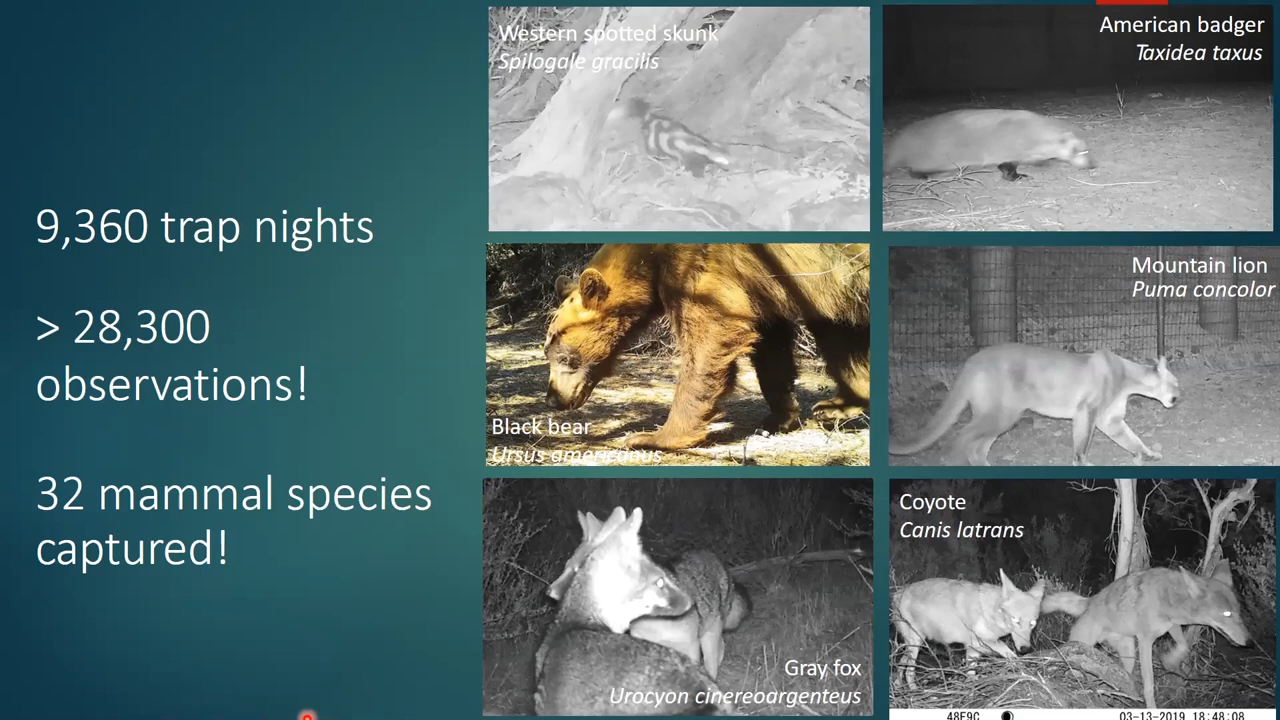 9,360 trap nights
> 28,300
observations!
32 mammal species
captured!
Western spotted skunk
Spilogale gracilis
American badger
Taxidea taxus
Black bear
Ursus americanus
Mountain lion
Puma concolor
Gray fox
Urocyon cinereoargenteus
Coyote
Canis latrans
48E9C 03-13-2019 18:48:08